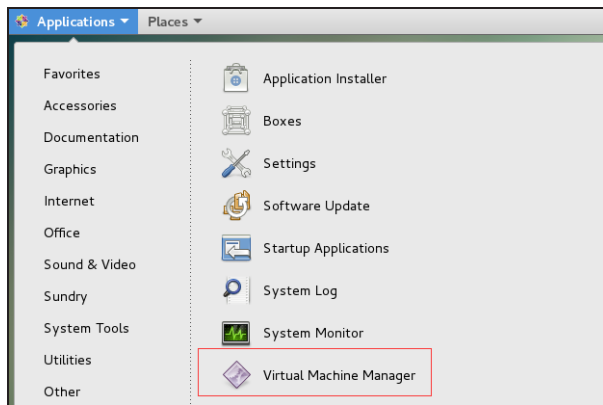 Applications Places
Favorites
Accessories
Documentation
Graphics
Internet
Office
Sound & Video
Sundry
System Tools
Utilities
Other
Application Installer
Boxes
Settings
Software Update
Startup Applications
System Log
System Monitor
Virtual Machine Manager